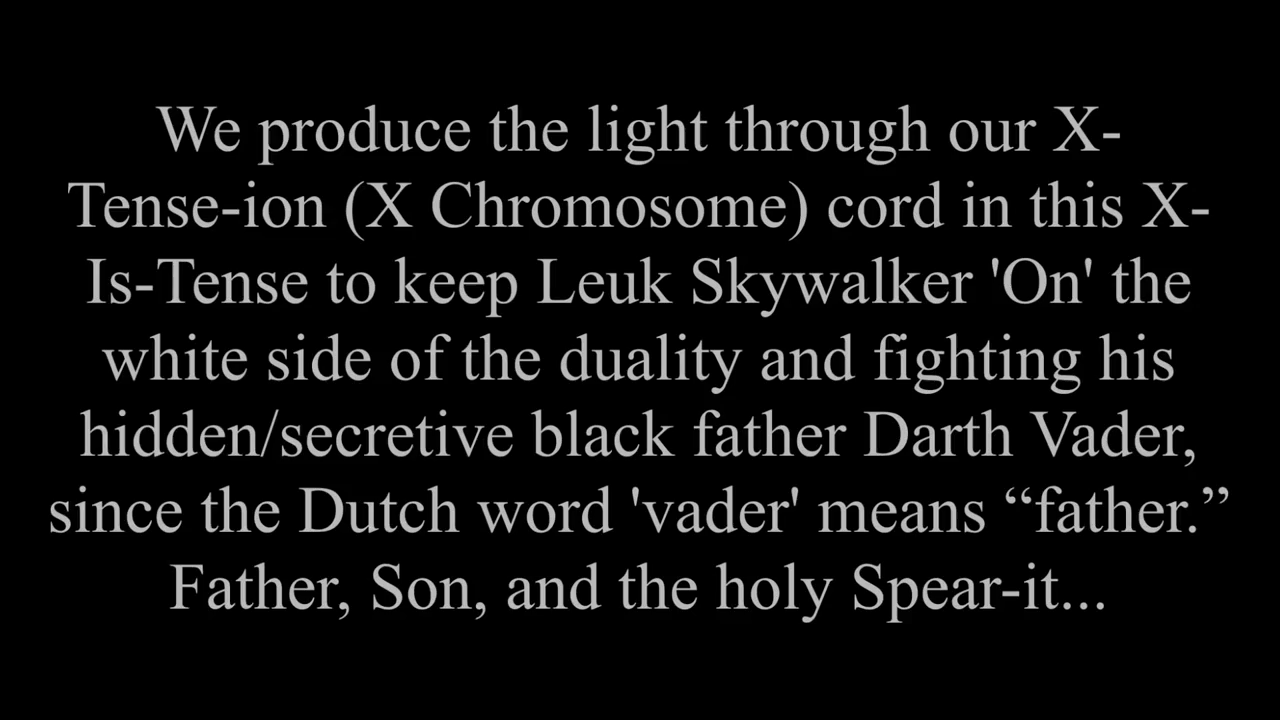 We produce the light through our X-
Tense-ion (X Chromosome) cord in this X-
Is-Tense to keep Leuk Skywalker 'On' the
white side of the duality and fighting his
hidden/secretive black father Darth Vader,
since the Dutch word 'vader' means “father.”
Father, Son, and the holy Spear-it...